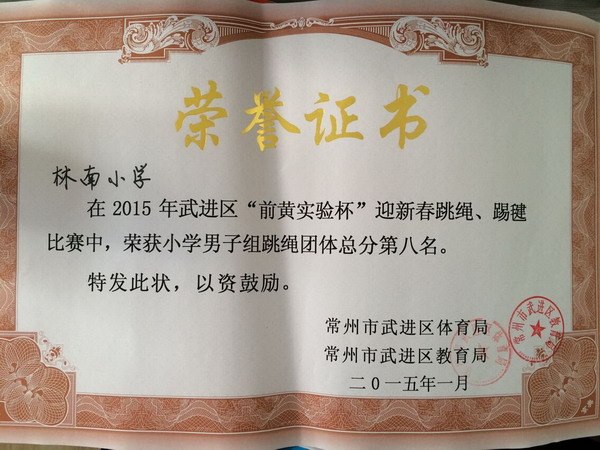 荣誉证书
林南小学
在 2015 年武进区“前黄实验杯”迎新春跳绳、踢毽
比赛中，荣获小学男子组跳绳团体总分第八名。
特发此状，以资鼓励。
常州市武进区体育局
常州市武进区教育局
二〇一五年一月